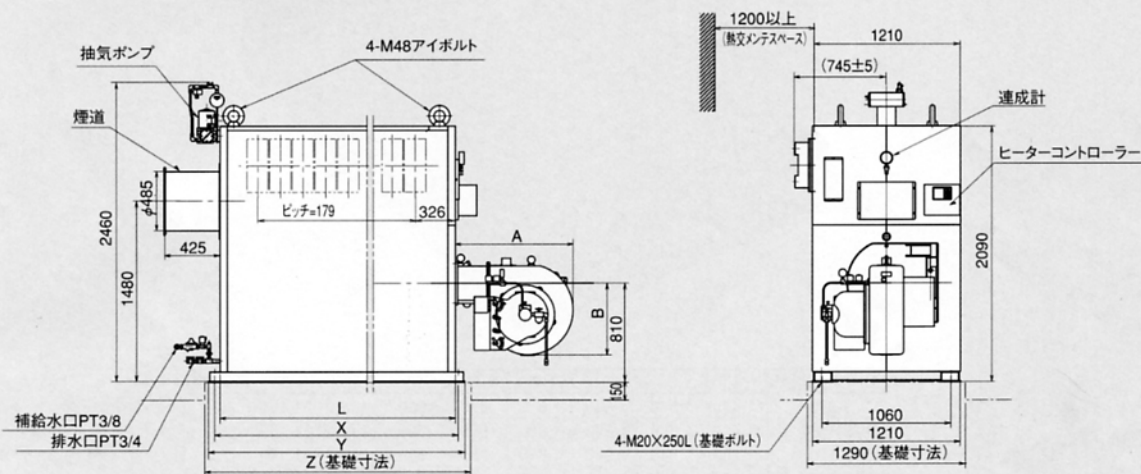 抽気ポンプ
4-M48アイボルト
煙道
2460
1480
φ485
425
ピッチ=179
326
A
B
810
150
補給水口PT3/8
排水口PT3/4
L
X
Y
Z(基礎寸法)
1200以上
(熱交メンテスペース)
1210
(745±5)
連成計
ヒーターコントローラー
2090
4-M20×250L(基礎ボルト)
1060
1210
1290(基礎寸法)